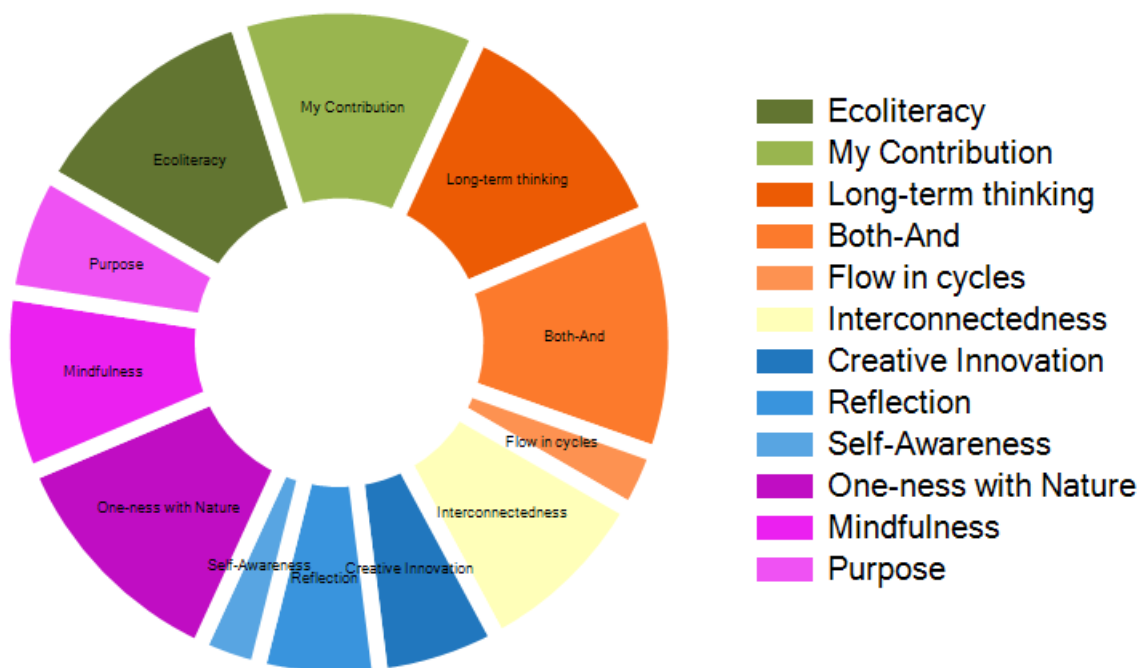 My Contribution
Ecoliteracy
Long-term thinking
Purpose
Both-And
Mindfulness
Flow in cycles
One-ness with Nature
Interconnectedness
Self-Awareness
Reflection
Creative Innovation
Ecoliteracy
My Contribution
Long-term thinking
Both-And
Flow in cycles
Interconnectedness
Creative Innovation
Reflection
Self-Awareness
One-ness with Nature
Mindfulness
Purpose